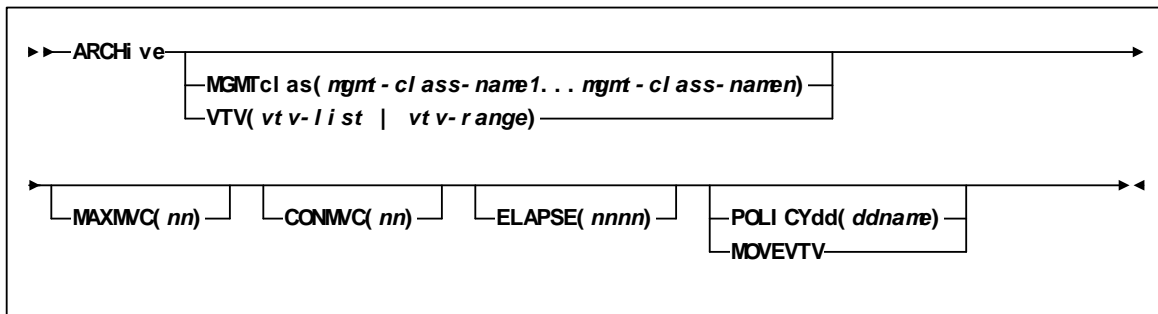 ARCHive
MGMTclas(mgmt-class-name1...mgmt-class-namen)
VTV(vtv-list | vtv-range)
MAXMVC(nn)
CONMVC(nn)
ELAPSE(nnnn)
POLICYdd(ddname)
MOVEVTV